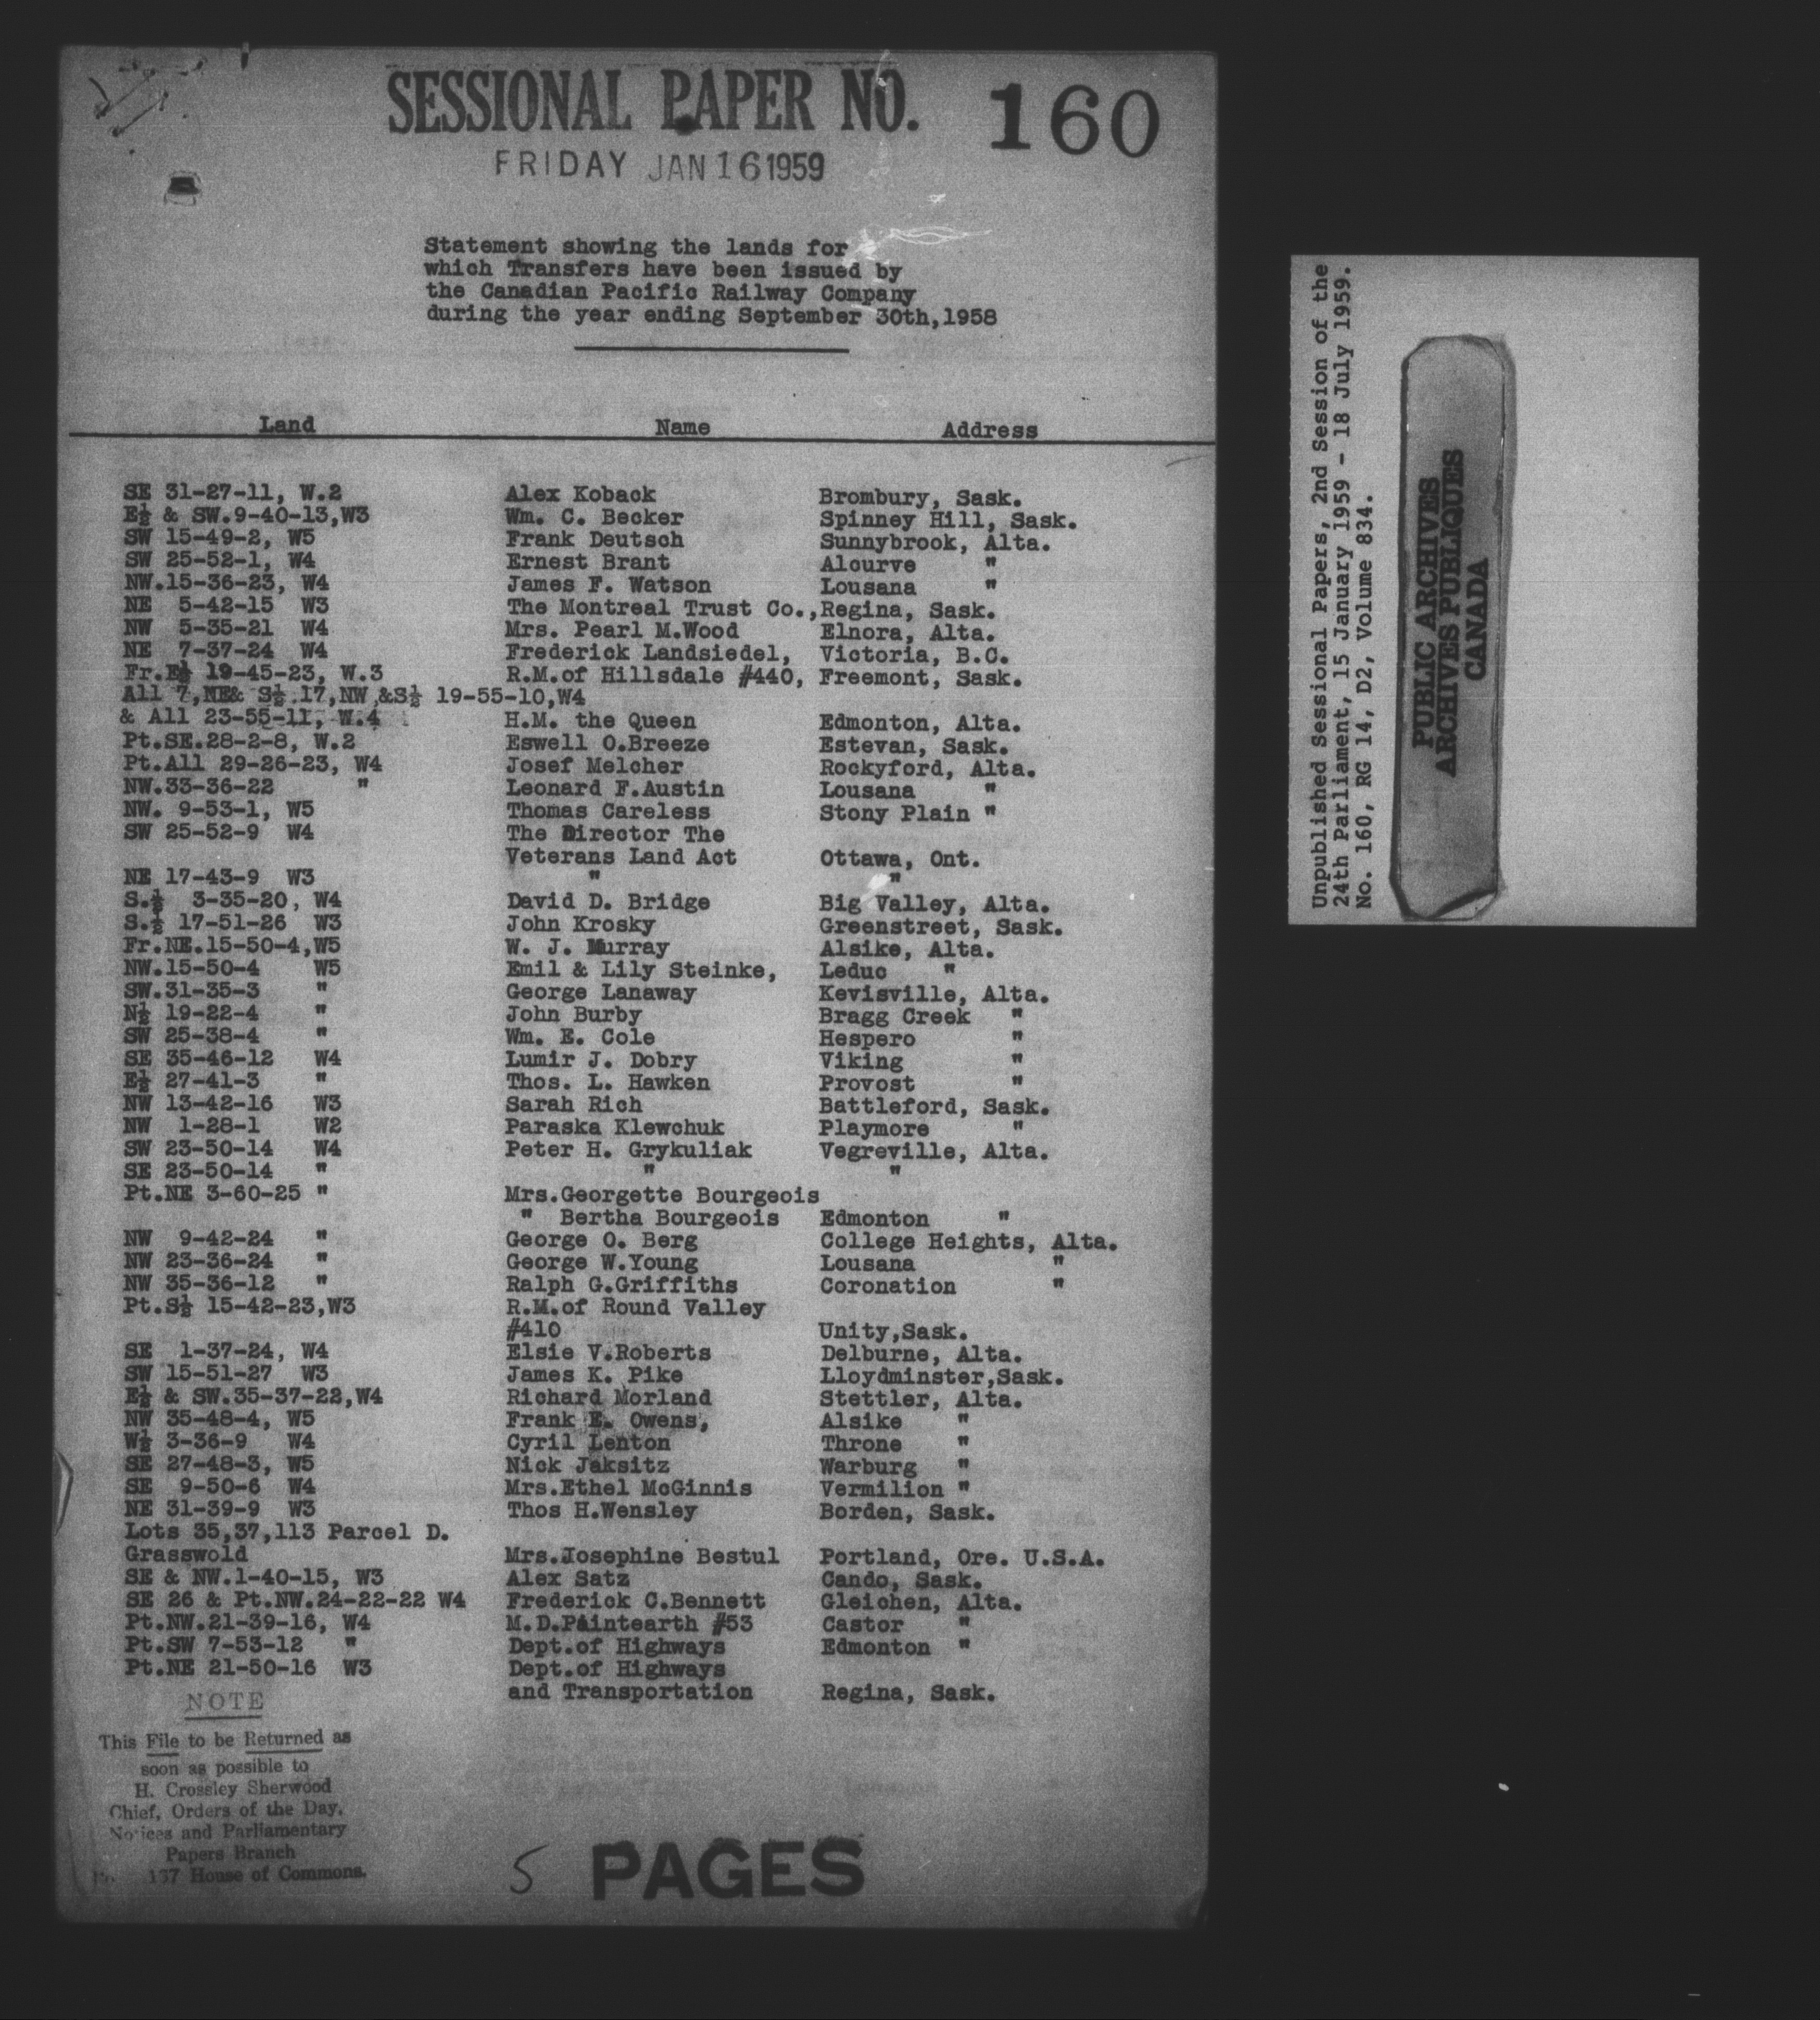 SESSIONAL PAPER NO. 160
FRIDAY JAN 16 1959
Statement showing the lands for
which Transfers have been issued by
the Canadian Pacific Railway Company
during the year ending September 30th,1958
Land Name Address
SE 31-27-11, W.2 Alex Koback Brombury, Sask.
E½ & SW.9-40-13,W3 Wm. C. Becker Spinney Hill, Sask.
SW 15-49-2, W5 Frank Deutsch Sunnybrook, Alta.
SW 25-52-1, W4 Ernest Brant Alcurve "
NW.15-36-23, W4 James F. Watson Lousana "
NE 5-42-15 W3 The Montreal Trust Co., Regina, Sask.
NW 5-35-21 W4 Mrs. Pearl M.Wood Elnora, Alta.
NE 7-37-24 W4 Frederick Landsiedel, Victoria, B.C.
Fr.E½ 19-45-23, W.3 R.M.of Hillsdale #440, Freemont, Sask.
All 7,NE& S½ 17,NW,&S½ 19-55-10,W4
& All 23-55-11, W.4 H.M. the Queen Edmonton, Alta.
Pt.SE.28-2-8, W.2 Eswell O.Breeze Estevan, Sask.
Pt.All 29-26-23, W4 Josef Melcher Rockyford, Alta.
NW.33-36-22 " Leonard F.Austin Lousana "
NW. 9-53-1, W5 Thomas Careless Stony Plain "
SW 25-52-9 W4 The Director The
Veterans Land Act Ottawa, Ont.
NE 17-43-9 W3 " "
S.½ 3-35-20, W4 David D. Bridge Big Valley, Alta.
S.½ 17-51-26 W3 John Krosky Greenstreet, Sask.
Fr.NE.15-50-4,W5 W. J. Murray Alsike, Alta.
NW.15-50-4 W5 Emil & Lily Steinke, Leduc "
SW.31-35-3 " George Lanaway Kevisville, Alta.
N½ 19-22-4 " John Burby Bragg Creek "
SW 25-38-4 " Wm. E. Cole Hespero "
SE 35-46-12 W4 Lumir J. Dobry Viking "
E½ 27-41-3 " Thos. L. Hawken Provost "
NW 13-42-16 W3 Sarah Rich Battleford, Sask.
NW 1-28-1 W2 Paraska Klewchuk Playmore "
SW 23-50-14 W4 Peter H. Grykuliak Vegreville, Alta.
SE 23-50-14 " " "
Pt.NE 3-60-25 " Mrs.Georgette Bourgeois
" Bertha Bourgeois Edmonton "
NW 9-42-24 " George O. Berg College Heights, Alta.
NW 23-36-24 " George W.Young Lousana "
NW 35-36-12 " Ralph G.Griffiths Coronation "
Pt.S½ 15-42-23,W3 R.M.of Round Valley
#410 Unity,Sask.
SE 1-37-24, W4 Elsie V.Roberts Delburne, Alta.
SW 15-51-27 W3 James K. Pike Lloydminster,Sask.
E½ & SW.35-37-22,W4 Richard Morland Stettler, Alta.
NW 35-48-4, W5 Frank E. Owens, Alsike "
W½ 3-36-9 W4 Cyril Lenton Throne "
SE 27-48-3, W5 Nick Jaksitz Warburg "
SE 9-50-6 W4 Mrs.Ethel McGinnis Vermilion "
NE 31-39-9 W3 Thos H.Wensley Borden, Sask.
Lots 35,37,113 Parcel D.
Grasswold Mrs.Josephine Bestul Portland, Ore. U.S.A.
SE & NW.1-40-15, W3 Alex Satz Cando, Sask.
SE 26 & Pt.NW.24-22-22 W4 Frederick C.Bennett Gleichen, Alta.
Pt.NW.21-39-16, W4 M.D.Paintearth #53 Castor "
Pt.SW 7-53-12 " Dept.of Highways Edmonton "
Pt.NE 21-50-16 W3 Dept.of Highways
and Transportation Regina, Sask.
NOTE
This File to be Returned as
soon as possible to
H. Crossley Sherwood
Chief, Orders of the Day,
Notices and Parliamentary
Papers Branch
137 House of Commons.
5 PAGES
Unpublished Sessional Papers, 2nd Session of the
24th Parliament, 15 January 1959 - 18 July 1959.
No. 160, RG 14, D2, Volume 834.
PUBLIC ARCHIVES
ARCHIVES PUBLIQUES
CANADA